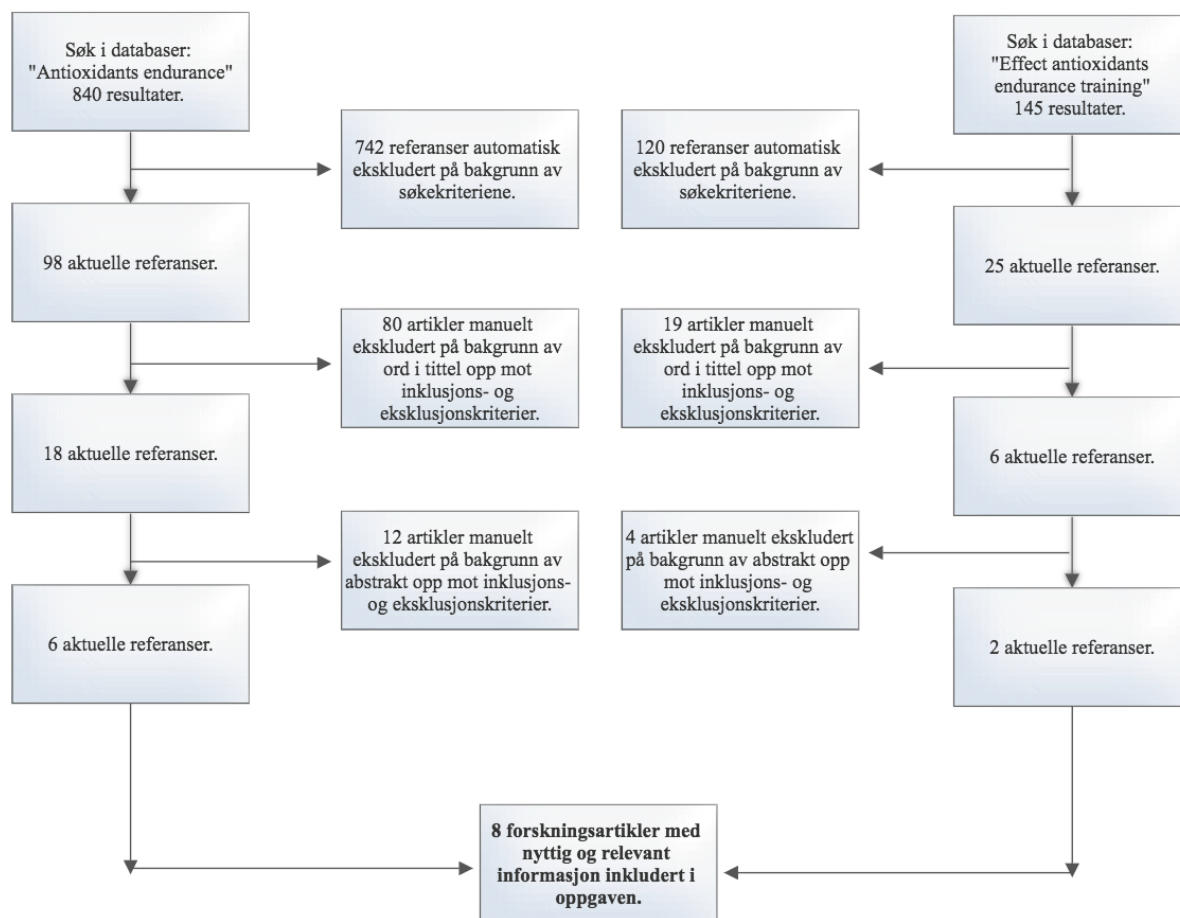 Søk i databaser:
"Antioxidants endurance"
840 resultater.
Søk i databaser:
"Effect antioxidants
endurance training"
145 resultater.
742 referanser automatisk
ekskludert på bakgrunn av
søkekriteriene.
120 referanser automatisk
ekskludert på bakgrunn av
søkekriteriene.
98 aktuelle referanser.
25 aktuelle referanser.
80 artikler manuelt
ekskludert på bakgrunn av
ord i tittel opp mot
inklusjons- og
eksklusjonskriterier.
19 artikler manuelt
ekskludert på bakgrunn av
ord i tittel opp mot
inklusjons- og
eksklusjonskriterier.
18 aktuelle referanser.
6 aktuelle referanser.
12 artikler manuelt
ekskludert på bakgrunn av
abstrakt opp mot inklusjons-
og eksklusjonskriterier.
4 artikler manuelt ekskludert
på bakgrunn av abstrakt opp
mot inklusjons- og
eksklusjonskriterier.
6 aktuelle referanser.
2 aktuelle referanser.
8 forskningsartikler med
nyttig og relevant
informasjon inkludert i
oppgaven.